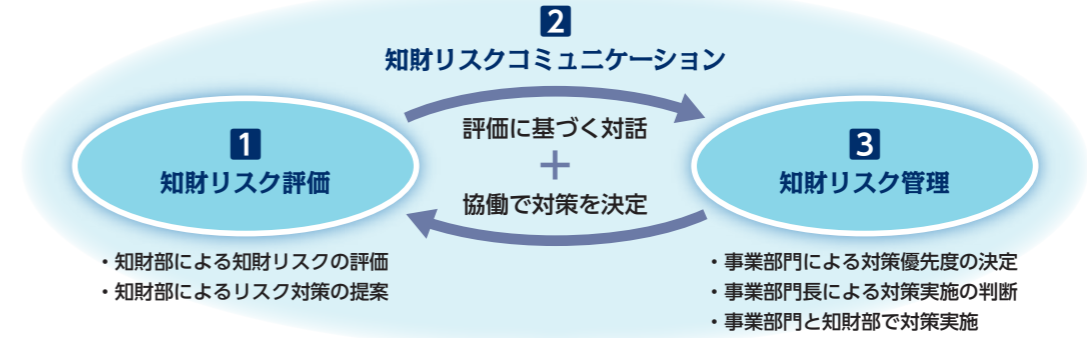 2
知財リスクコミュニケーション
評価に基づく対話
+
協働で対策を決定
1
知財リスク評価
・知財部による知財リスクの評価
・知財部によるリスク対策の提案
3
知財リスク管理
・事業部門による対策優先度の決定
・事業部門長による対策実施の判断
・事業部門と知財部で対策実施